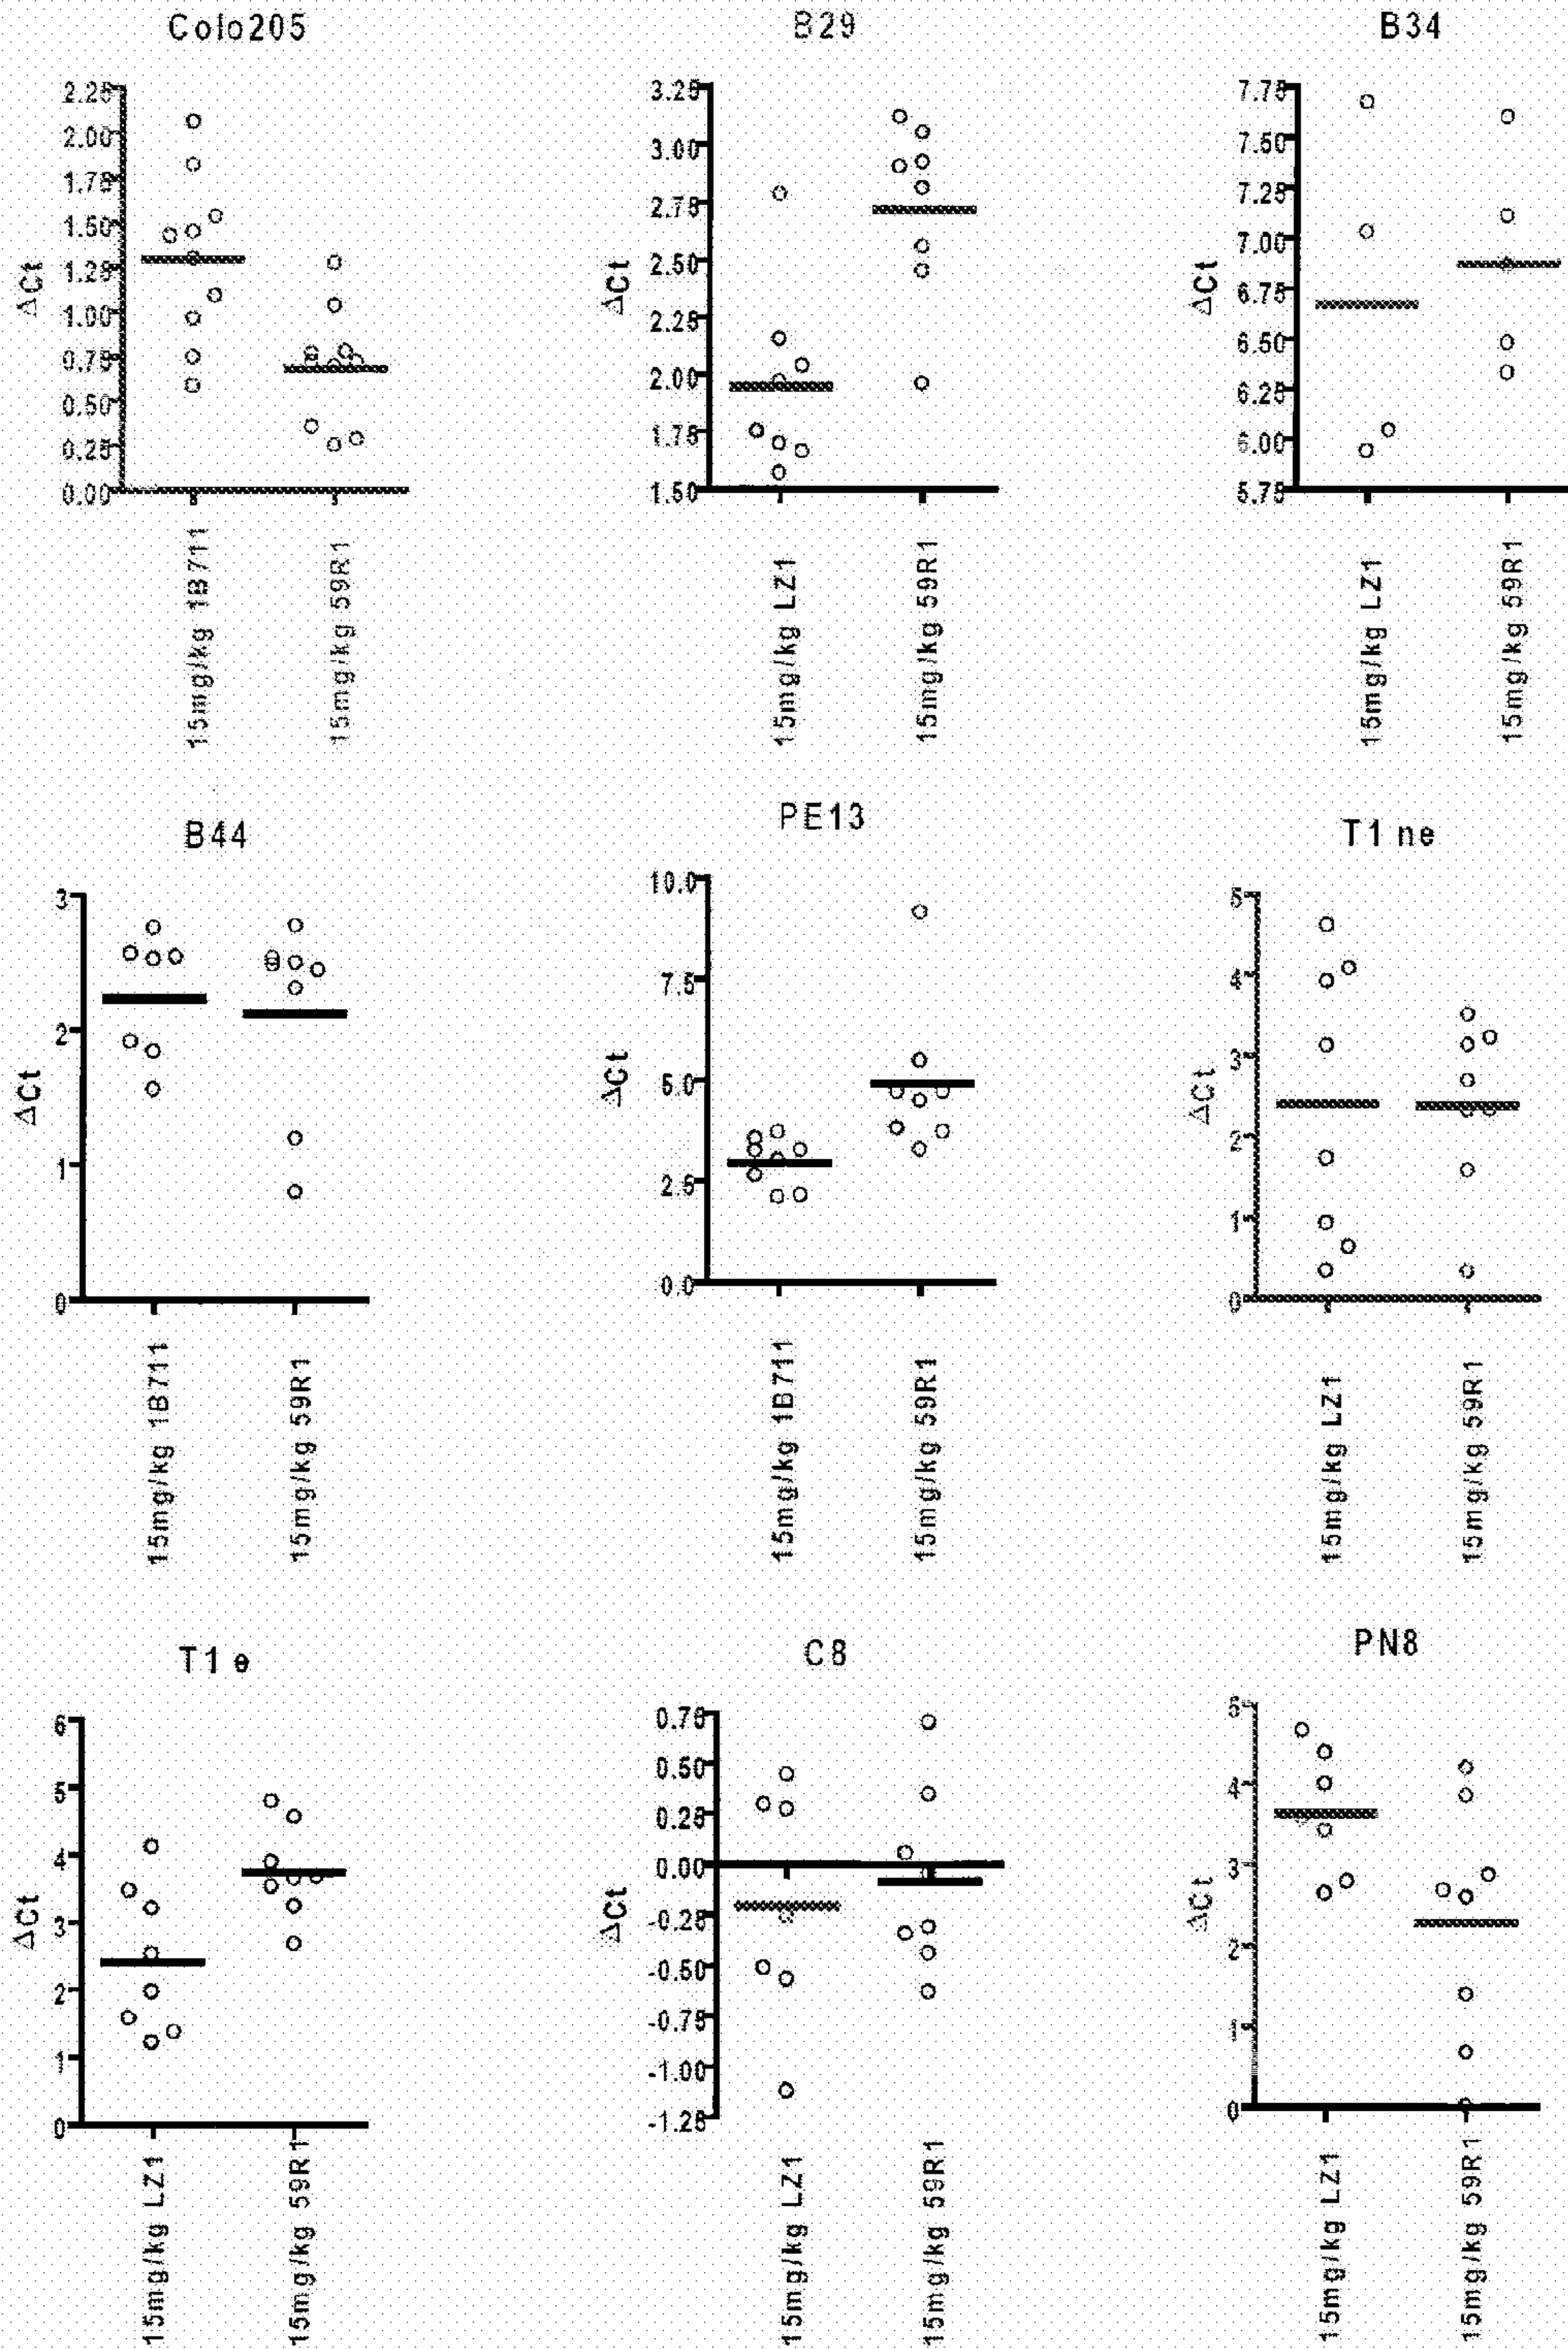 Colo205
ΔCt
2.25
2.00
1.75
1.50
1.25
1.00
0.75
0.50
0.25
0.00
15mg/kg 1B711
15mg/kg 59R1
B29
ΔCt
3.25
3.00
2.75
2.50
2.25
2.00
1.75
1.50
15mg/kg LZ1
15mg/kg 59R1
B34
ΔCt
7.75
7.50
7.25
7.00
6.75
6.50
6.25
6.00
5.75
15mg/kg LZ1
15mg/kg 59R1
B44
ΔCt
3
2
1
0
15mg/kg 1B711
15mg/kg 59R1
PE13
ΔCt
10.0
7.5
5.0
2.5
0.0
15mg/kg 1B711
15mg/kg 59R1
T1 ne
ΔCt
5
4
3
2
1
0
15mg/kg LZ1
15mg/kg 59R1
T1 e
ΔCt
6
5
4
3
2
1
0
15mg/kg LZ1
15mg/kg 59R1
C8
ΔCt
0.75
0.50
0.25
0.00
-0.25
-0.50
-0.75
-1.00
-1.25
15mg/kg LZ1
15mg/kg 59R1
PN8
ΔCt
5
4
3
2
1
0
15mg/kg LZ1
15mg/kg 59R1